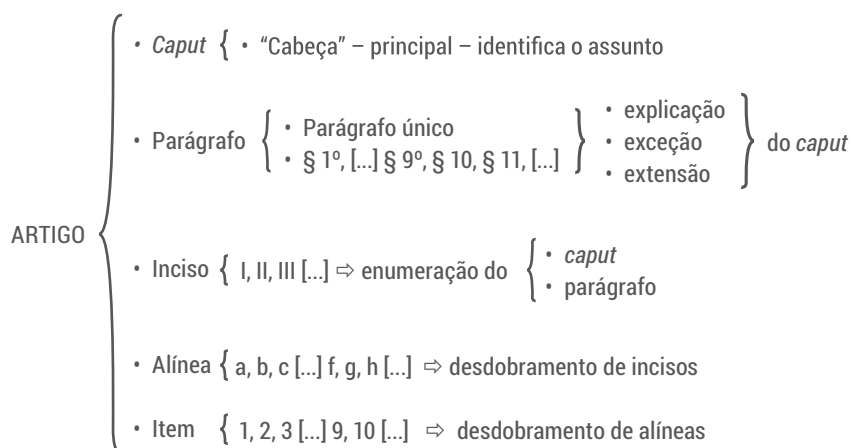 • Caput { • “Cabeça” – principal – identifica o assunto
• explicação
• Parágrafo único
• Parágrafo
• exceção
do caput
• § 1º, [...] § 9º, § 10, § 11, [...]
• extensão
ARTIGO
• caput
• Inciso { I, II, III [...] ⇨ enumeração do
• parágrafo
• Alínea { a, b, c [...] f, g, h [...] ⇨ desdobramento de incisos
• Item { 1, 2, 3 [...] 9, 10 [...] ⇨ desdobramento de alíneas